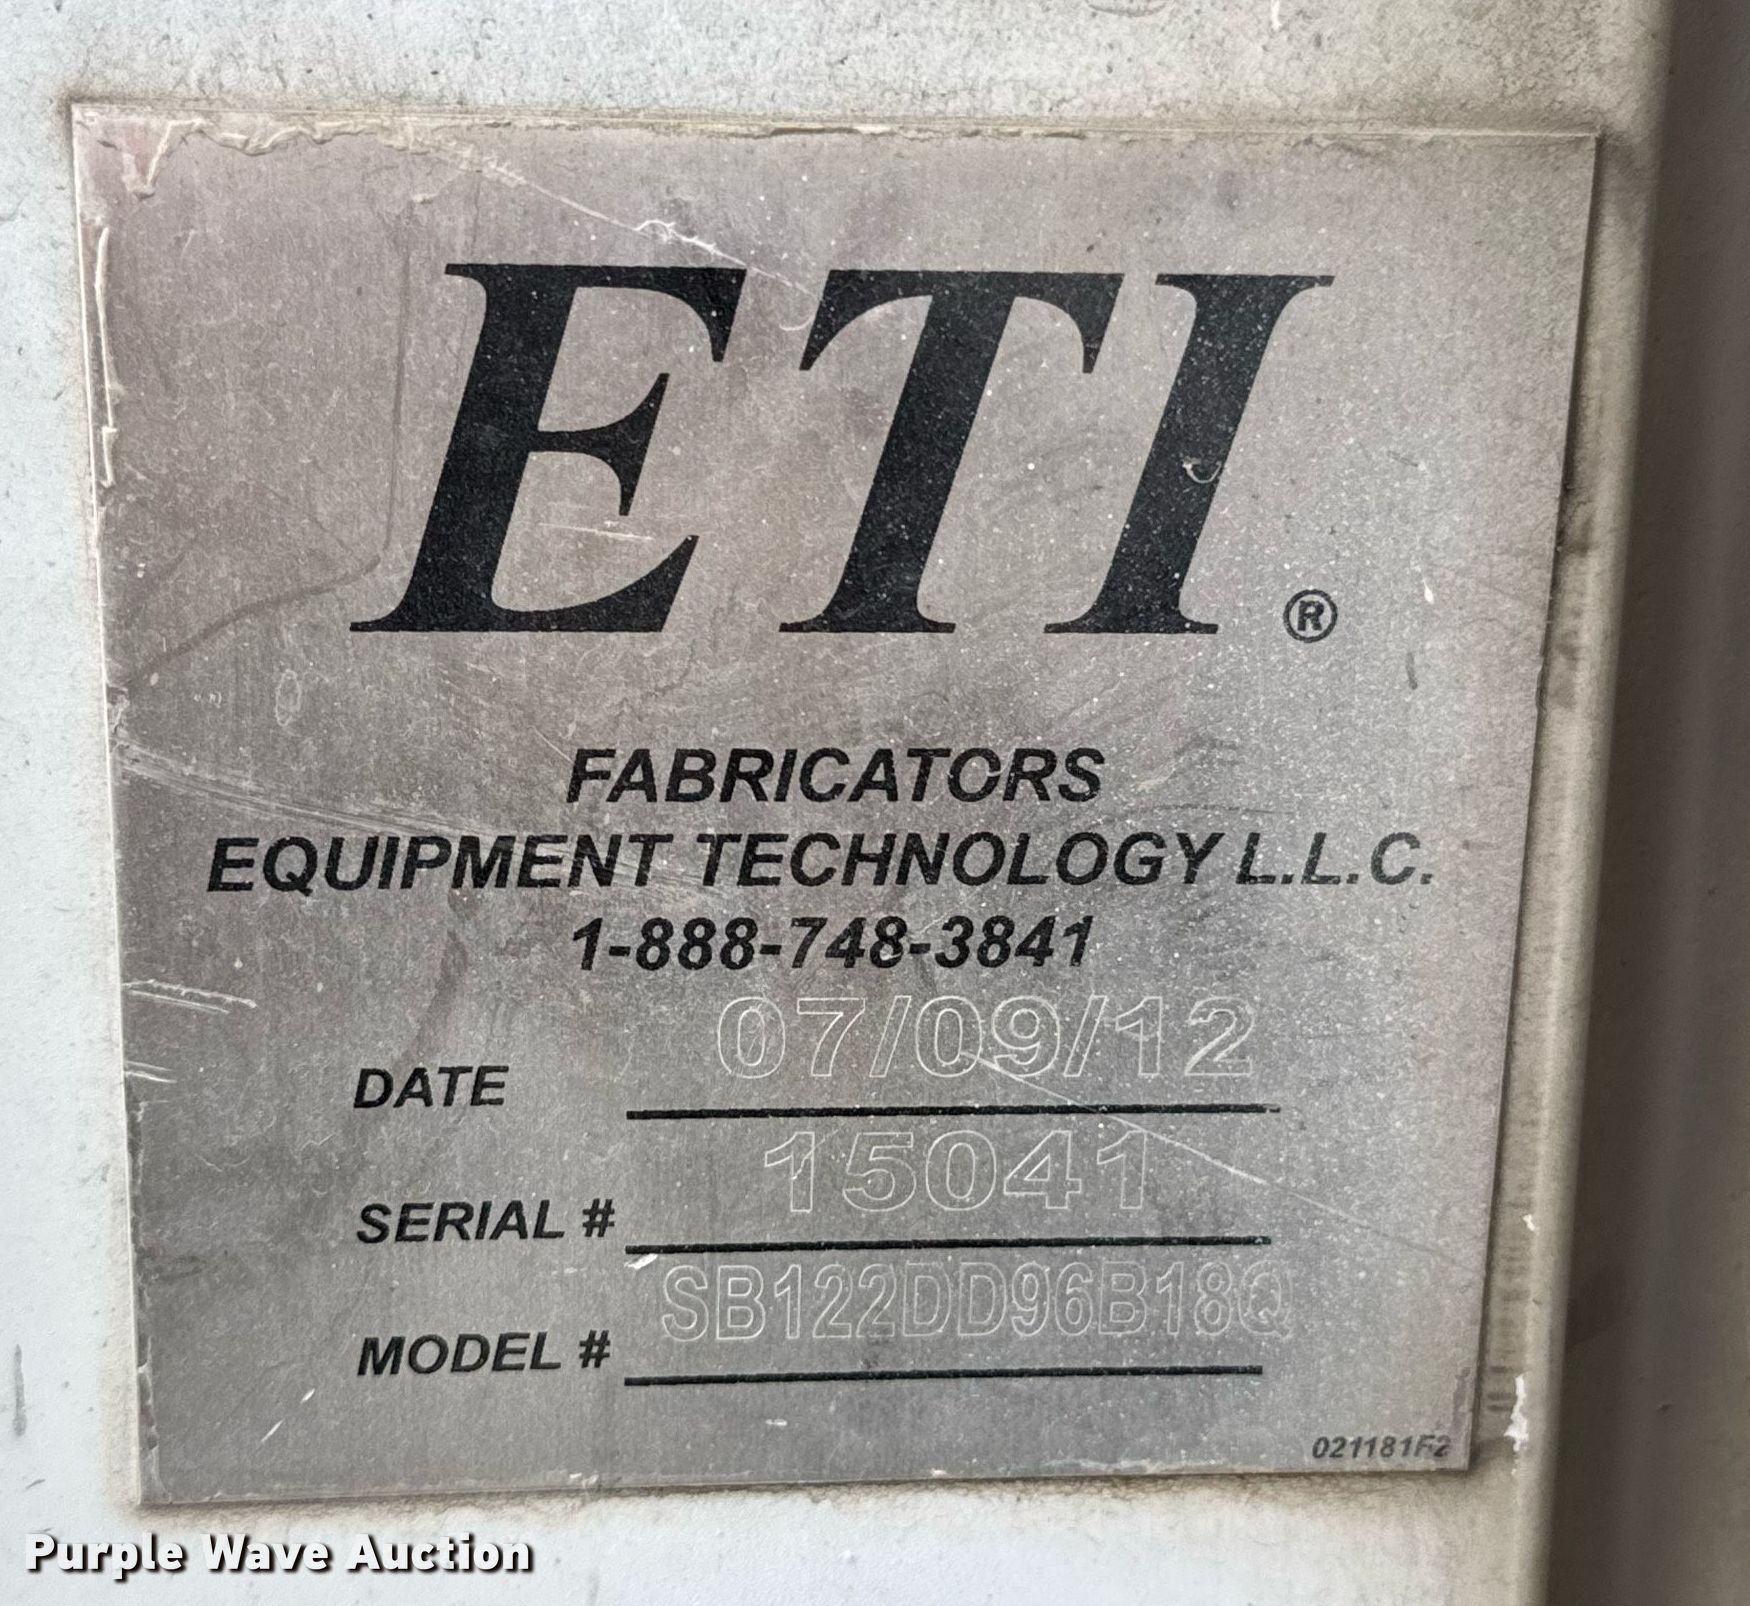 ETI®
FABRICATORS
EQUIPMENT TECHNOLOGY L.L.C.
1-888-748-3841
DATE 07/09/12
SERIAL # 15041
MODEL # SB122DD96B18Q
021181F2
Purple Wave Auction